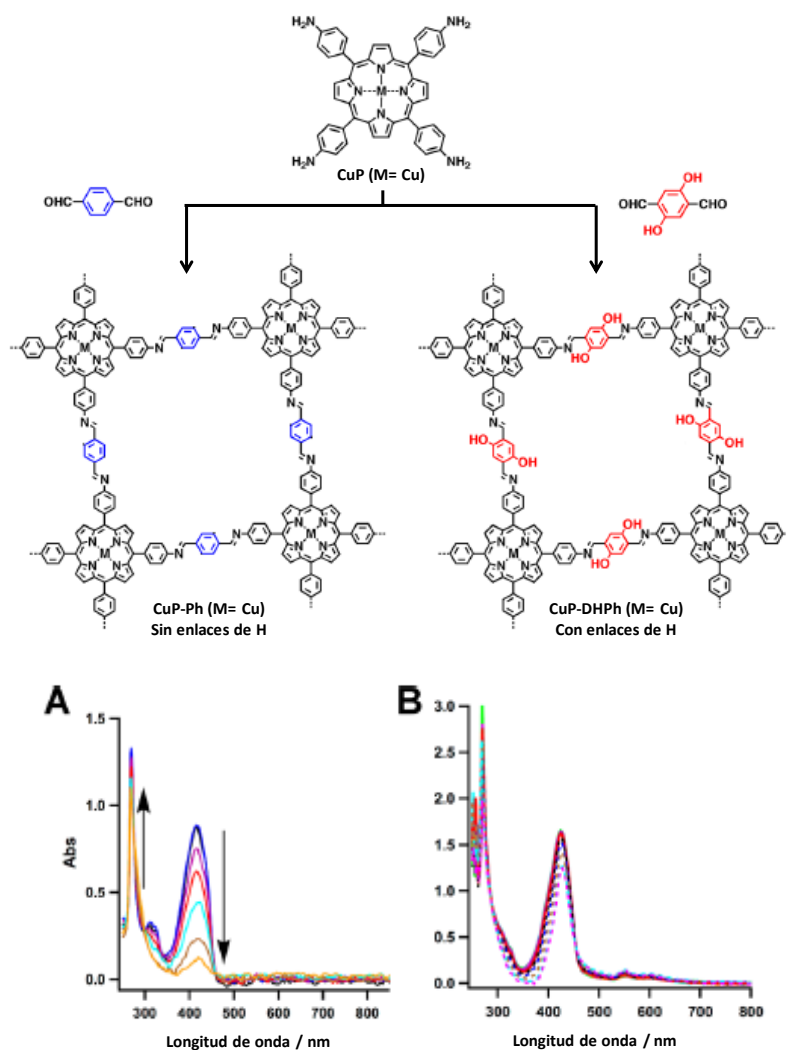 H₂N NH₂
N N
N M N
N
H₂N NH₂
CuP (M= Cu)
OHC CHO
OH
OHC CHO
HO
CuP-Ph (M= Cu)
Sin enlaces de H
CuP-DHPh (M= Cu)
Con enlaces de H
A
B
1.5
1.0
0.5
0.0
Abs
300 400 500 600 700 800
Longitud de onda / nm
3.0
2.5
2.0
1.5
1.0
0.5
0.0
300 400 500 600 700 800
Longitud de onda / nm